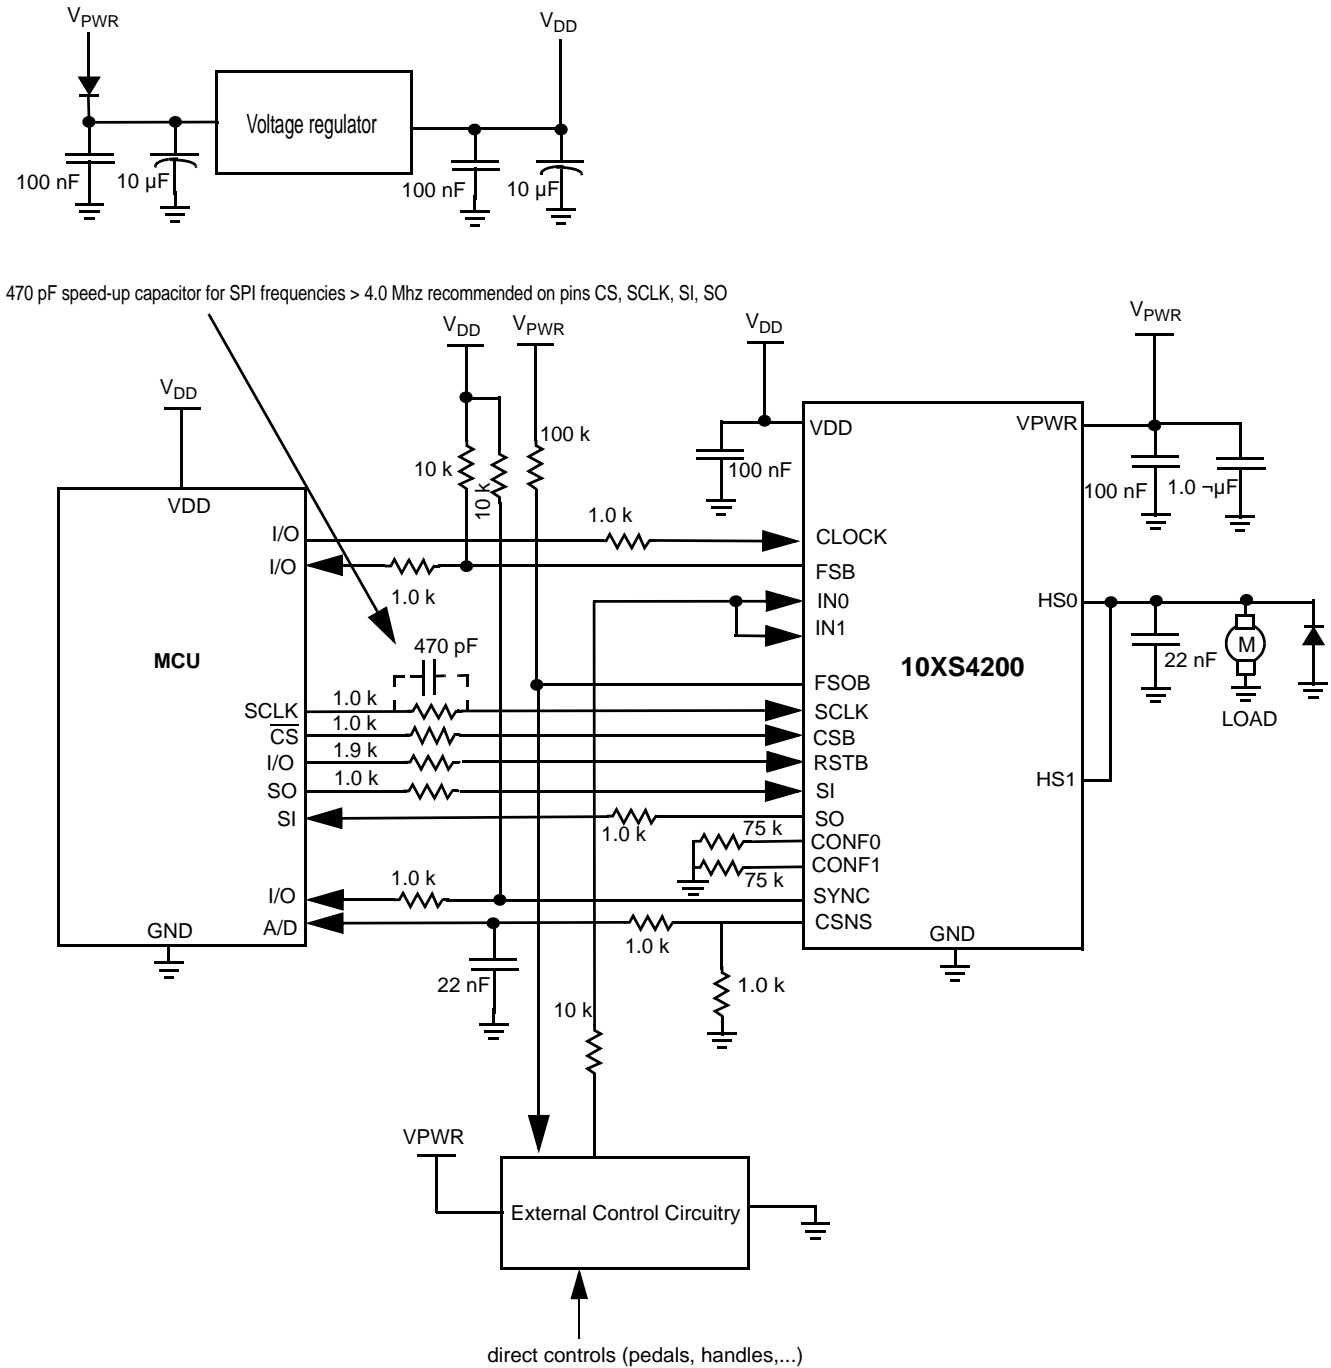 VPWR
VDD
Voltage regulator
100 nF
10 µF
100 nF
10 µF
470 pF speed-up capacitor for SPI frequencies > 4.0 Mhz recommended on pins CS, SCLK, SI, SO
VDD
VPWR
VDD
VPWR
VDD
10 k
10 k
100 k
VDD
100 nF
VPWR
100 nF
1.0 ¬µF
VDD
I/O
1.0 k
CLOCK
I/O
1.0 k
FSB
IN0
IN1
HS0
MCU
470 pF
10XS4200
22 nF
M
LOAD
FSOB
SCLK
1.0 k
SCLK
CS
1.0 k
CSB
I/O
1.9 k
RSTB
HS1
SO
1.0 k
SI
SI
1.0 k
SO
75 k
CONF0
CONF1
75 k
I/O
1.0 k
SYNC
A/D
1.0 k
CSNS
GND
GND
22 nF
1.0 k
10 k
VPWR
External Control Circuitry
direct controls (pedals, handles,...)